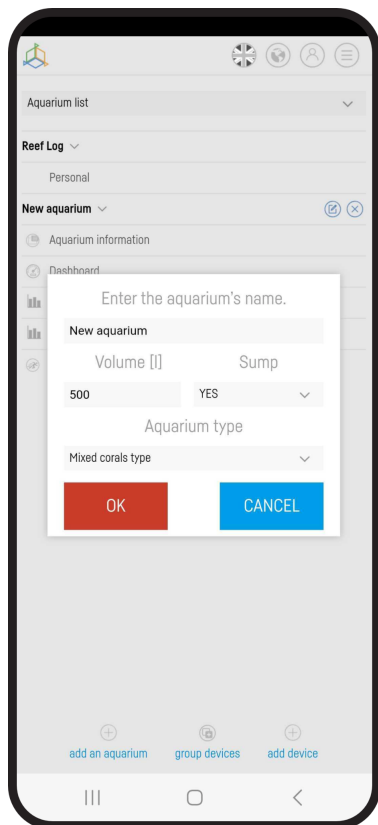 Aquarium list
Reef Log
Personal
New aquarium
Aquarium information
Dashboard
Enter the aquarium's name.
New aquarium
Volume [l] Sump
500 YES
Aquarium type
Mixed corals type
OK CANCEL
add an aquarium group devices add device